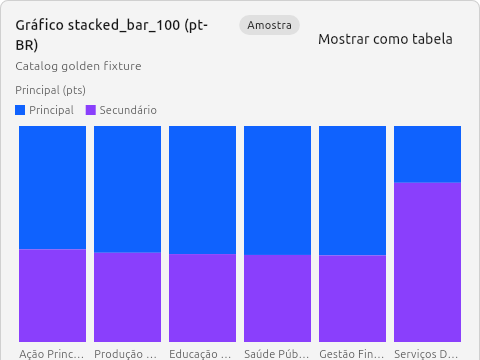 Gráfico stacked_bar_100 (pt-BR)
Amostra
Mostrar como tabela
Catalog golden fixture
Principal (pts)
Principal
Secundário
Ação Princ…
Produção …
Educação …
Saúde Púb…
Gestão Fin…
Serviços D…